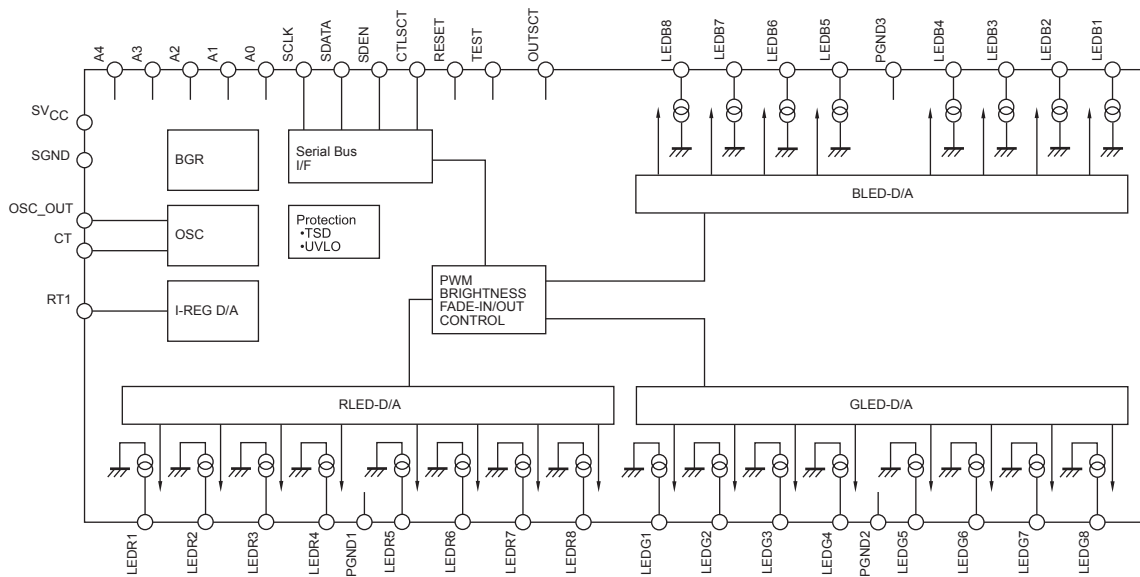 A4
A3
A2
A1
A0
SCLK
SDATA
SDEN
CTLSCT
RESET
TEST
OUTSCT
LEDB8
LEDB7
LEDB6
LEDB5
PGND3
LEDB4
LEDB3
LEDB2
LEDB1
SVCC
SGND
OSC_OUT
CT
RT1
BGR
Serial Bus
I/F
OSC
Protection
•TSD
•UVLO
I-REG D/A
BLED-D/A
PWM
BRIGHTNESS
FADE-IN/OUT
CONTROL
RLED-D/A
GLED-D/A
LEDR1
LEDR2
LEDR3
LEDR4
PGND1
LEDR5
LEDR6
LEDR7
LEDR8
LEDG1
LEDG2
LEDG3
LEDG4
PGND2
LEDG5
LEDG6
LEDG7
LEDG8